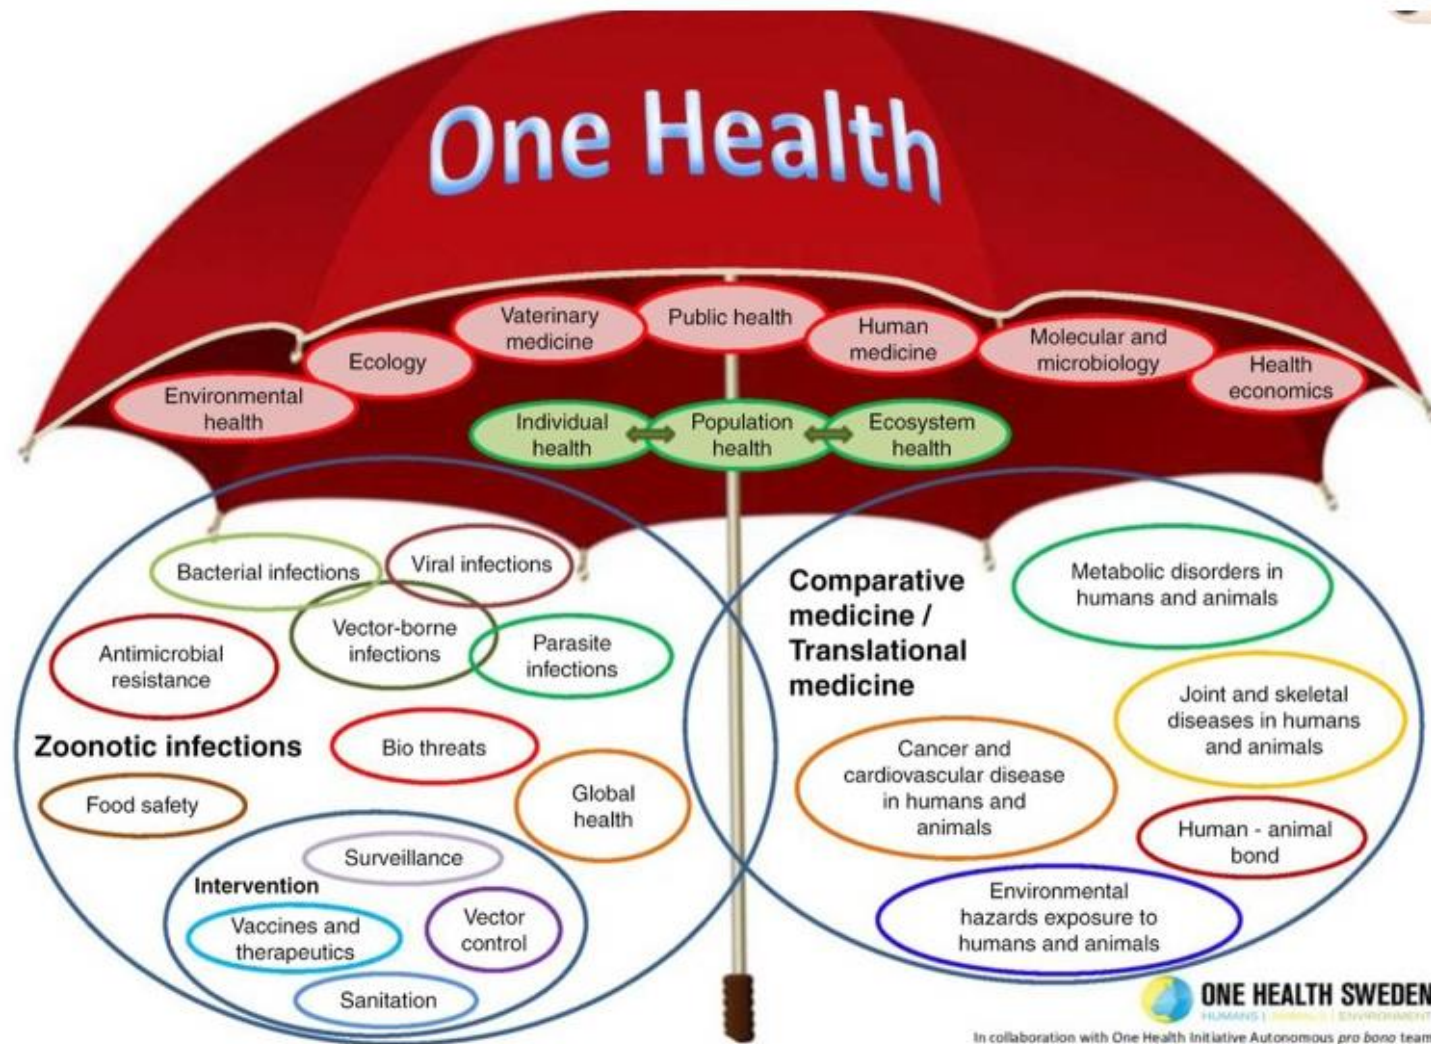 One Health
Vaterinary
medicine
Public health
Human
medicine
Molecular and
microbiology
Ecology
Health
economics
Environmental
health
Individual
health
Population
health
Ecosystem
health
Bacterial infections
Viral infections
Vector-borne
infections
Parasite
infections
Antimicrobial
resistance
Zoonotic infections
Bio threats
Food safety
Global
health
Surveillance
Intervention
Vaccines and
therapeutics
Vector
control
Sanitation
Comparative
medicine /
Translational
medicine
Metabolic disorders in
humans and animals
Joint and skeletal
diseases in humans
and animals
Cancer and
cardiovascular disease
in humans and
animals
Human - animal
bond
Environmental
hazards exposure to
humans and animals
ONE HEALTH SWEDEN
HUMANS | ANIMALS | ENVIRONMENT
In collaboration with One Health Initiative Autonomous pro bono team